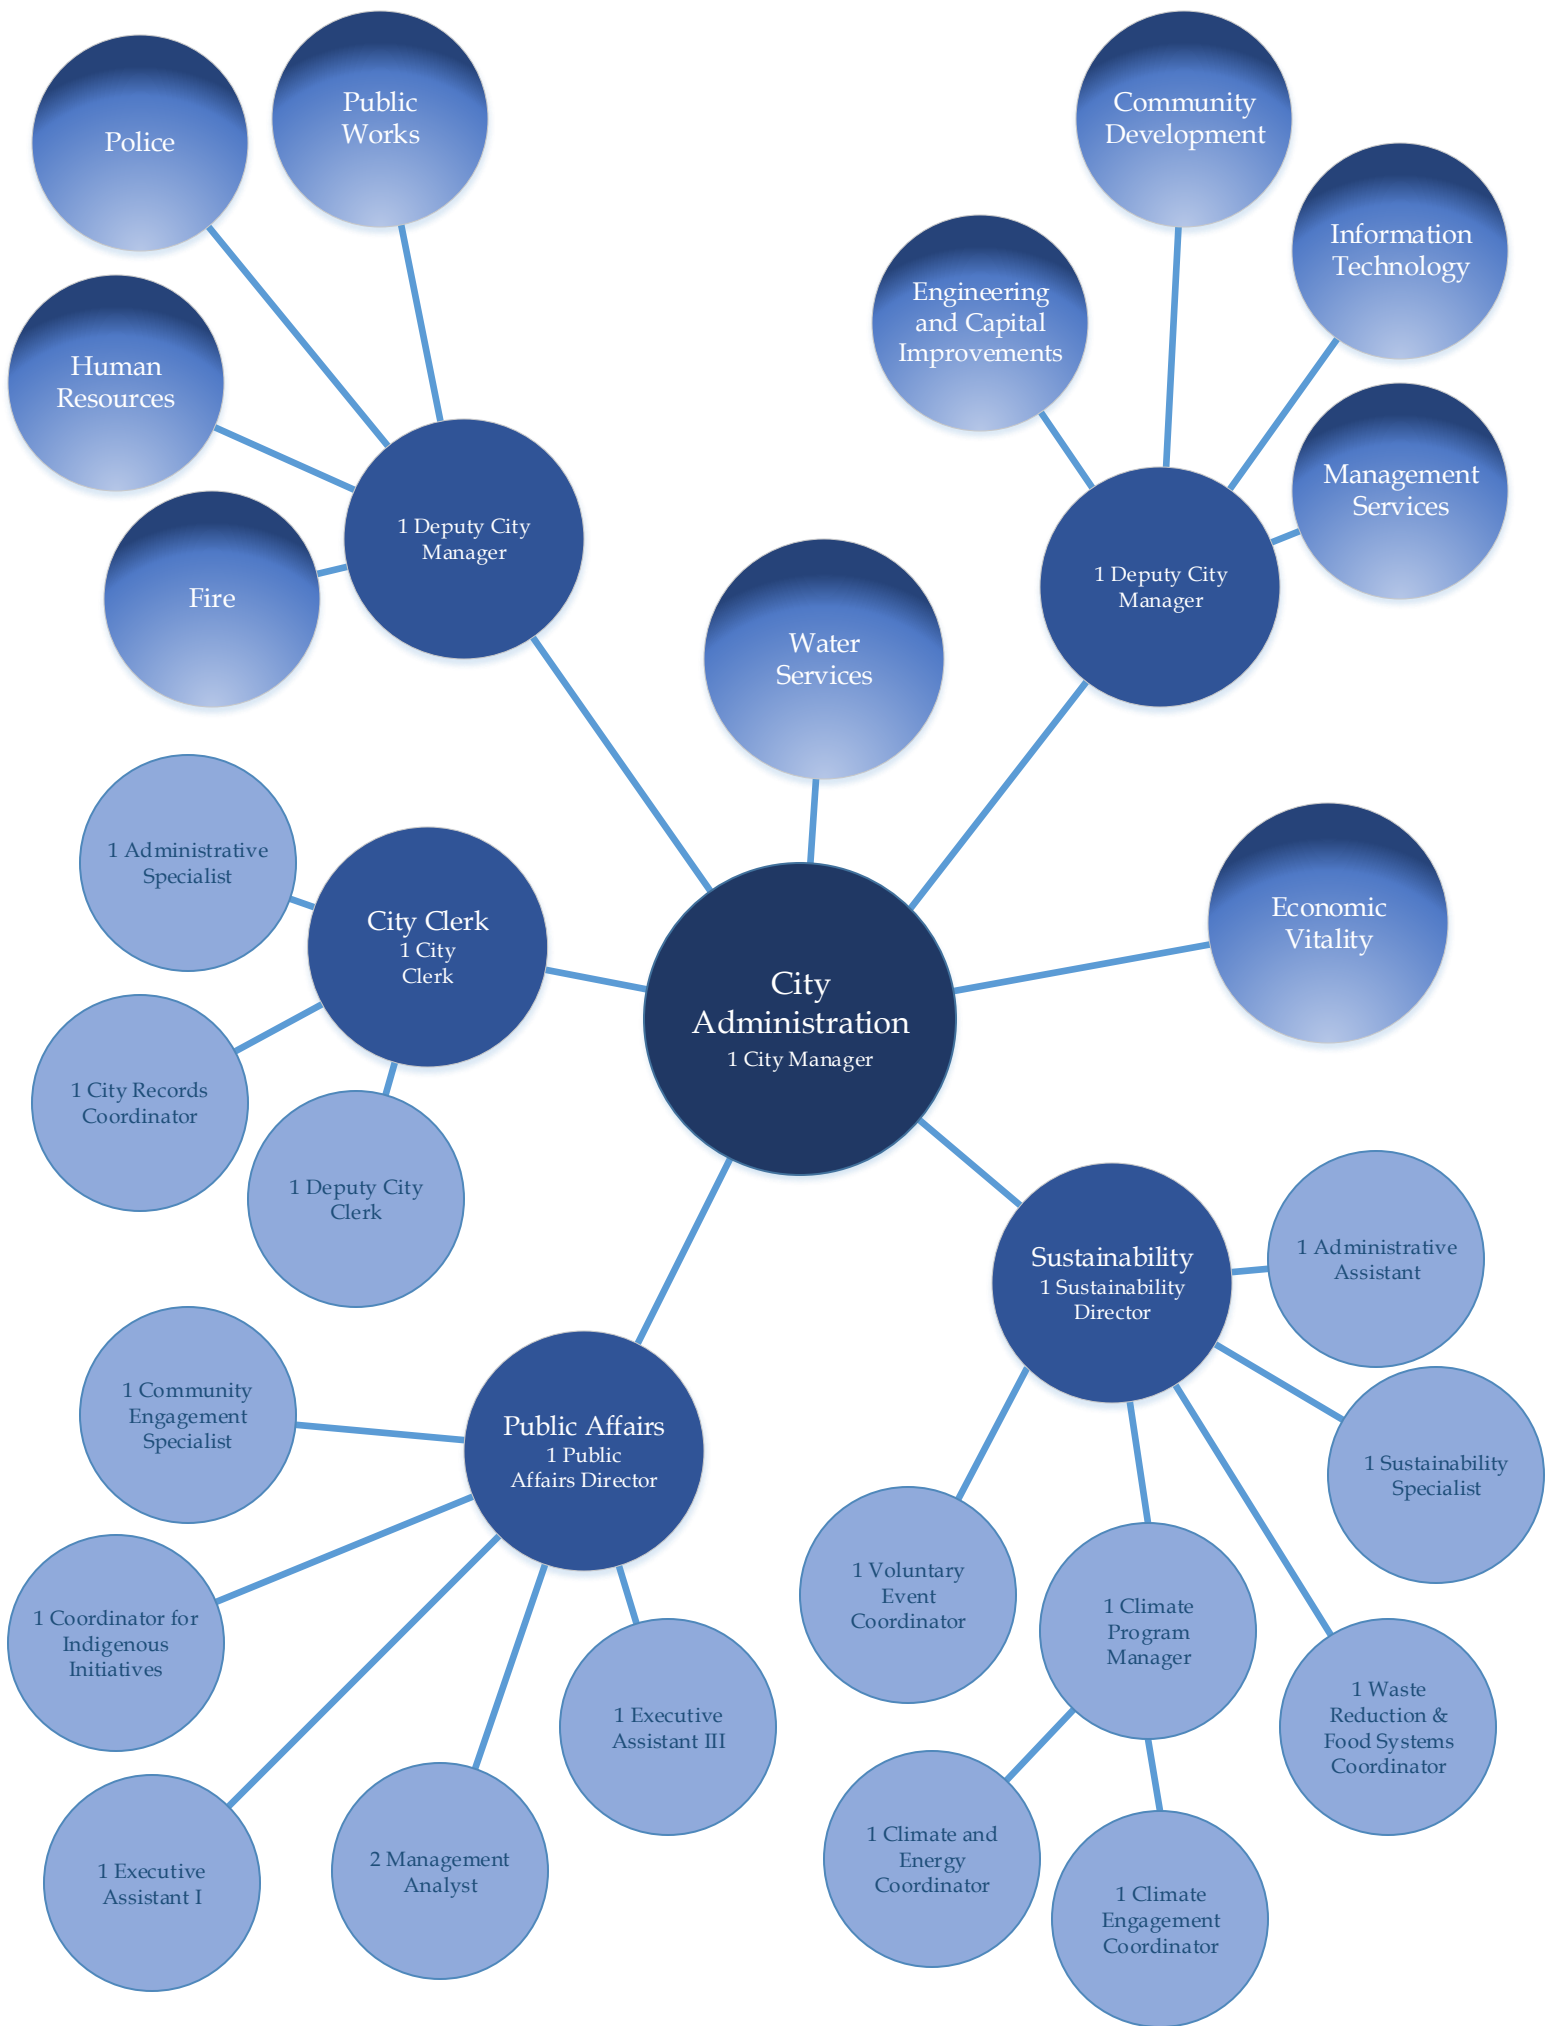 Police
Public
Works
Human
Resources
Fire
1 Deputy City
Manager
Community
Development
Information
Technology
Engineering
and Capital
Improvements
Management
Services
1 Deputy City
Manager
Water
Services
Economic
Vitality
City
Administration
1 City Manager
1 Administrative
Specialist
City Clerk
1 City
Clerk
1 City Records
Coordinator
1 Deputy City
Clerk
Sustainability
1 Sustainability
Director
1 Administrative
Assistant
1 Sustainability
Specialist
1 Voluntary
Event
Coordinator
1 Climate
Program
Manager
1 Waste
Reduction &
Food Systems
Coordinator
1 Climate and
Energy
Coordinator
1 Climate
Engagement
Coordinator
Public Affairs
1 Public
Affairs Director
1 Community
Engagement
Specialist
1 Coordinator for
Indigenous
Initiatives
1 Executive
Assistant I
2 Management
Analyst
1 Executive
Assistant III